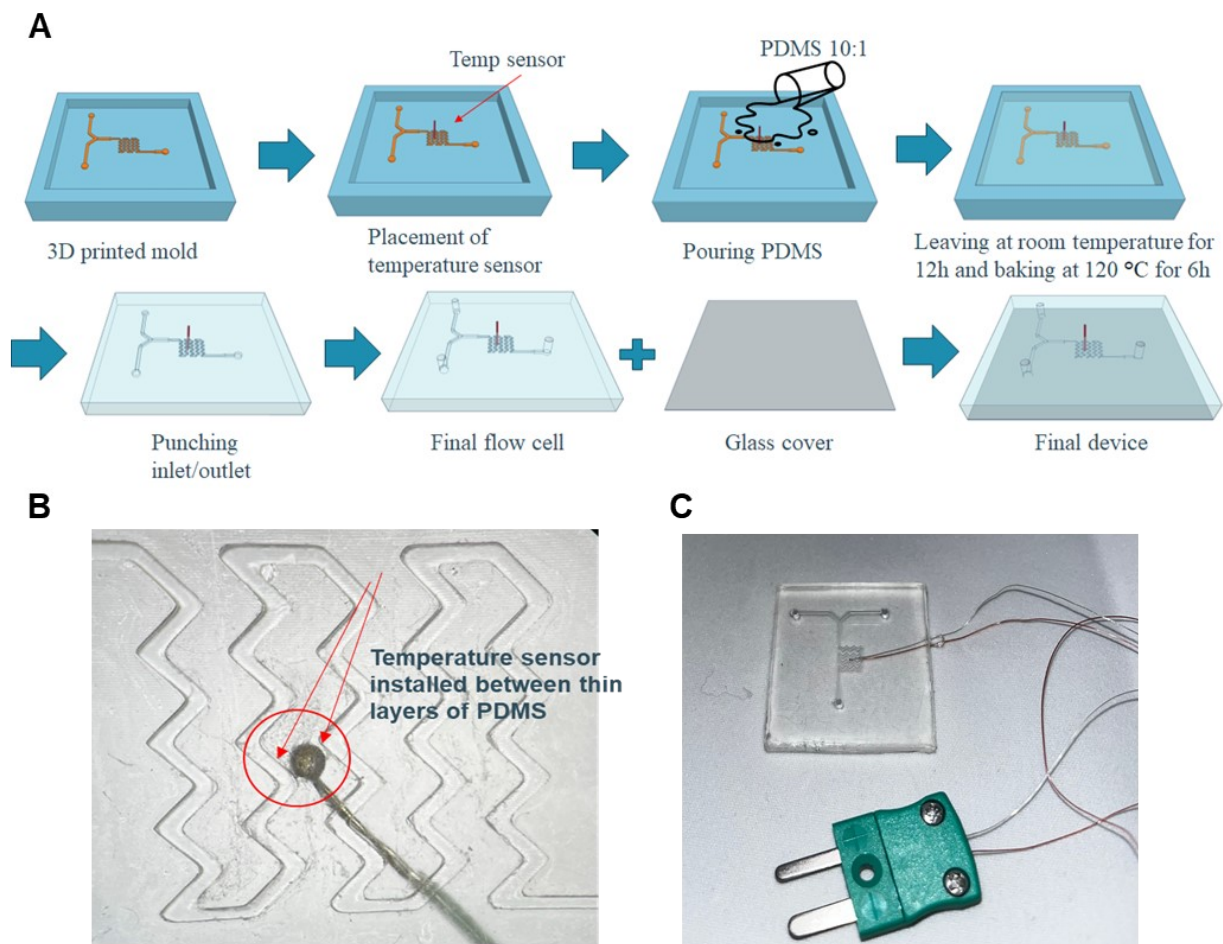 A
Temp sensor
PDMS 10:1
3D printed mold
Placement of
temperature sensor
Pouring PDMS
Leaving at room temperature for
12h and baking at 120 °C for 6h
Punching
inlet/outlet
Final flow cell
Glass cover
Final device
B
Temperature sensor
installed between thin
layers of PDMS
C